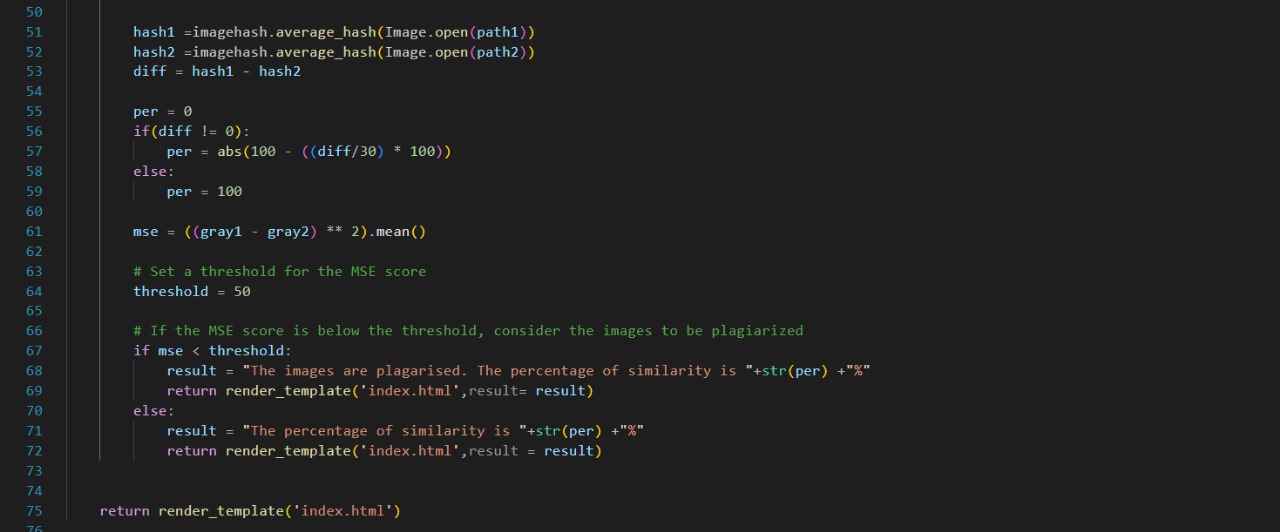 50
51 hash1 =imagehash.average_hash(Image.open(path1))
52 hash2 =imagehash.average_hash(Image.open(path2))
53 diff = hash1 - hash2
54
55 per = 0
56 if(diff != 0):
57 per = abs(100 - ((diff/30) * 100))
58 else:
59 per = 100
60
61 mse = ((gray1 - gray2) ** 2).mean()
62
63 # Set a threshold for the MSE score
64 threshold = 50
65
66 # If the MSE score is below the threshold, consider the images to be plagiarized
67 if mse < threshold:
68 result = "The images are plagarised. The percentage of similarity is "+str(per) +"%"
69 return render_template('index.html',result= result)
70 else:
71 result = "The percentage of similarity is "+str(per) +"%"
72 return render_template('index.html',result = result)
73
74
75 return render_template('index.html')
76